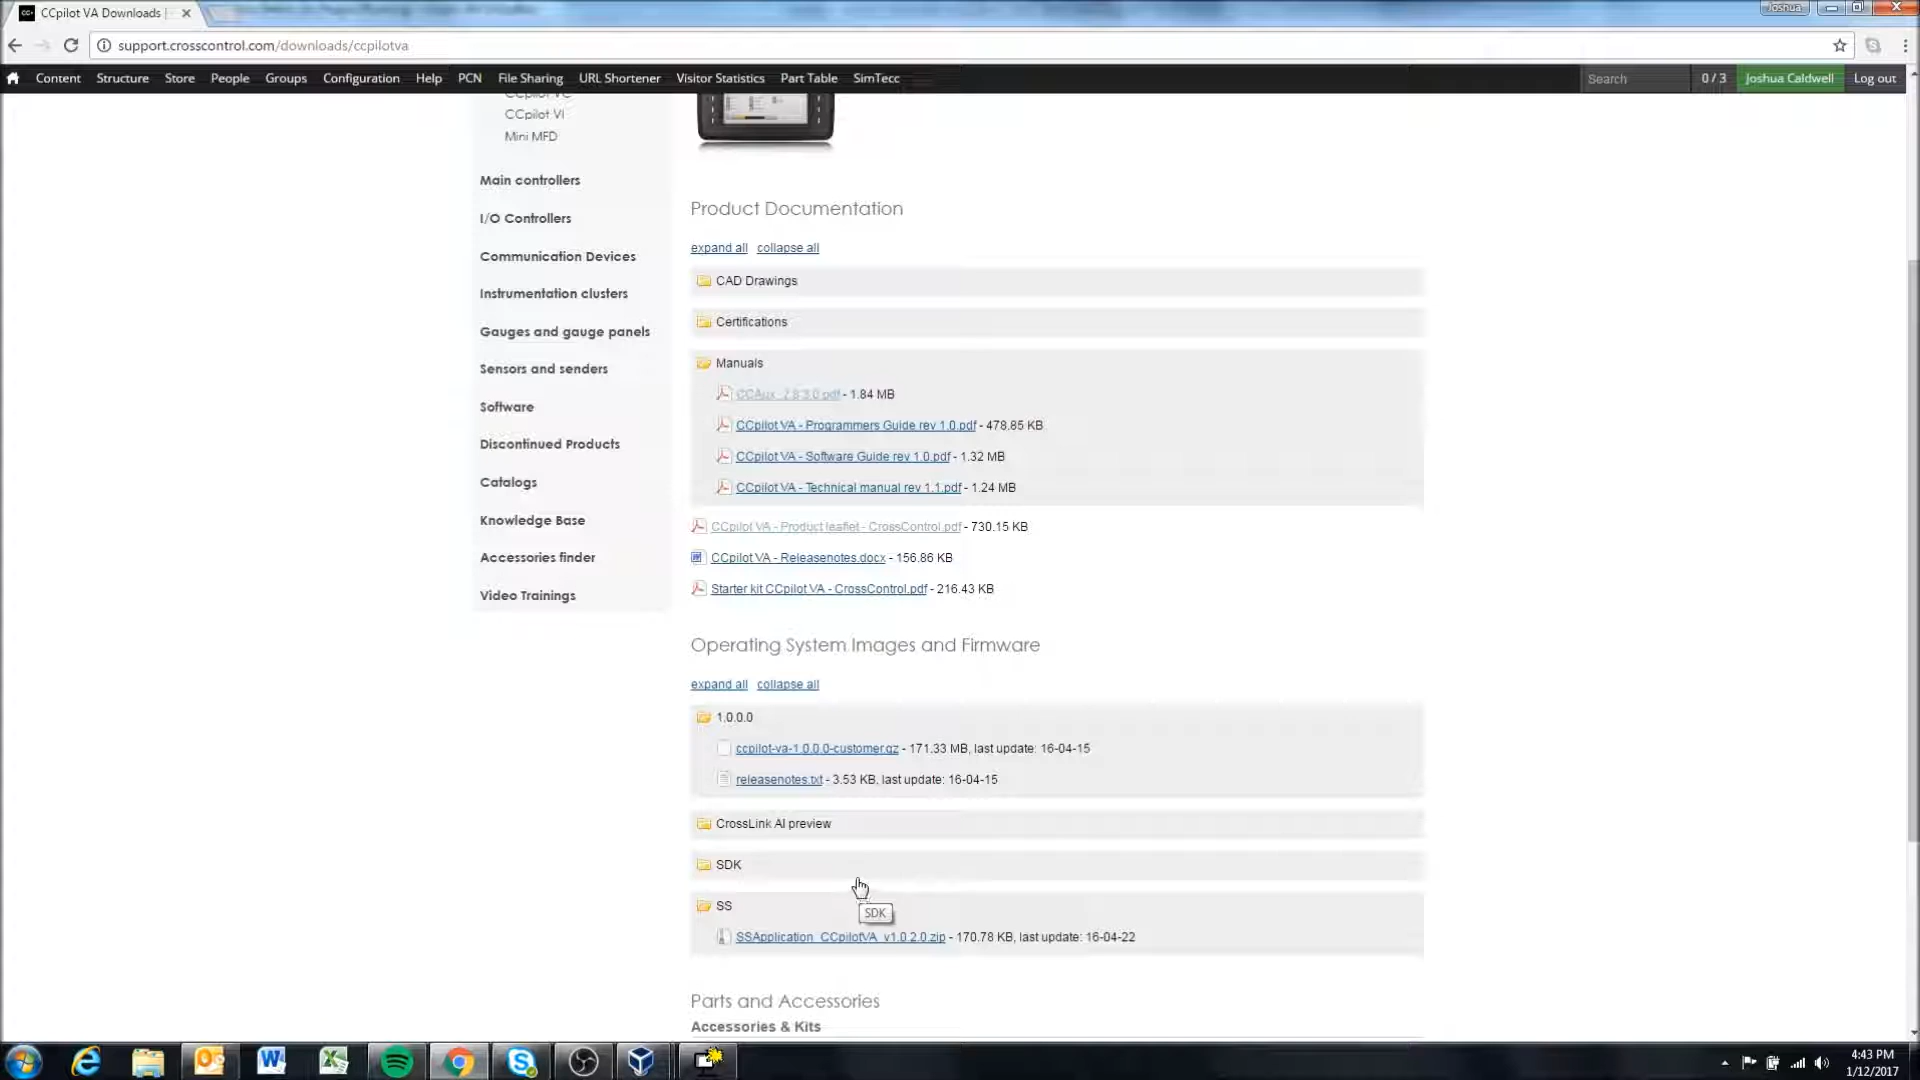 CCpilot VA Downloads |
Joshua
support.crosscontrol.com/downloads/ccpilotva
Content Structure Store People Groups Configuration Help PCN File Sharing URL Shortener Visitor Statistics Part Table SimTecc Search 0 / 3 Joshua Caldwell Log out
CCpilot VC
CCpilot VI
Mini MFD
Main controllers
I/O Controllers
Communication Devices
Instrumentation clusters
Gauges and gauge panels
Sensors and senders
Software
Discontinued Products
Catalogs
Knowledge Base
Accessories finder
Video Trainings
Product Documentation
expand all collapse all
CAD Drawings
Certifications
Manuals
CCAux_2.8.3.0.pdf - 1.84 MB
CCpilot VA - Programmers Guide rev 1.0.pdf - 478.85 KB
CCpilot VA - Software Guide rev 1.0.pdf - 1.32 MB
CCpilot VA - Technical manual rev 1.1.pdf - 1.24 MB
CCpilot VA - Product leaflet - CrossControl.pdf - 730.15 KB
CCpilot VA - Releasenotes.docx - 156.86 KB
Starter kit CCpilot VA - CrossControl.pdf - 216.43 KB
Operating System Images and Firmware
expand all collapse all
1.0.0.0
ccpilot-va-1.0.0.0-customer.gz - 171.33 MB, last update: 16-04-15
releasenotes.txt - 3.53 KB, last update: 16-04-15
CrossLink AI preview
SDK
SS
SDK
SSApplication_CCpilotVA_v1.0.2.0.zip - 170.78 KB, last update: 16-04-22
Parts and Accessories
Accessories & Kits
4:43 PM
1/12/2017